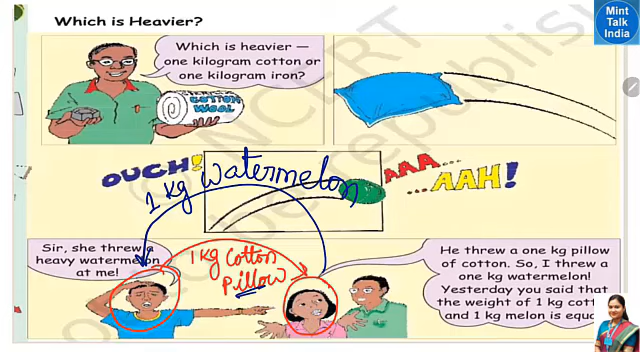 Which is Heavier?
Mint
Talk
India
Which is heavier —
one kilogram cotton or
one kilogram iron?
COTTON
WOOL
OUCH!
1 kg watermelon
AAA...
...AAH!
Sir, she threw a
heavy watermelon
at me!
1 kg cotton
Pillow
He threw a one kg pillow
of cotton. So, I threw a
one kg watermelon!
Yesterday you said that
the weight of 1 kg cott
and 1 kg melon is equa